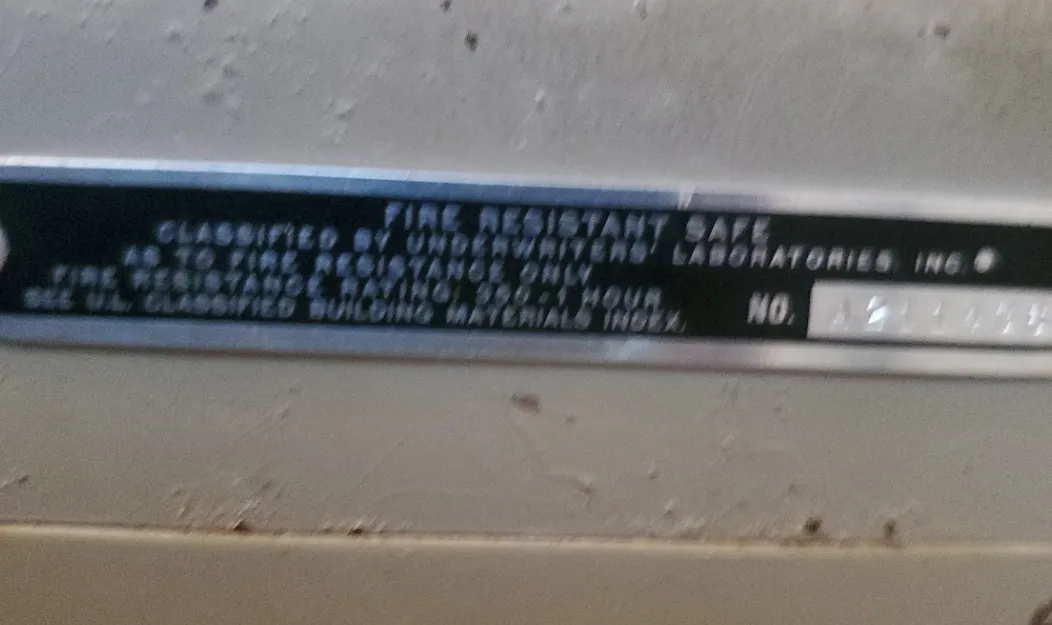 FIRE RESISTANT SAFE
CLASSIFIED BY UNDERWRITERS' LABORATORIES, INC.®
AS TO FIRE RESISTANCE ONLY
FIRE RESISTANCE RATING: 350-1 HOUR
SEE U.L. CLASSIFIED BUILDING MATERIALS INDEX.
NO.